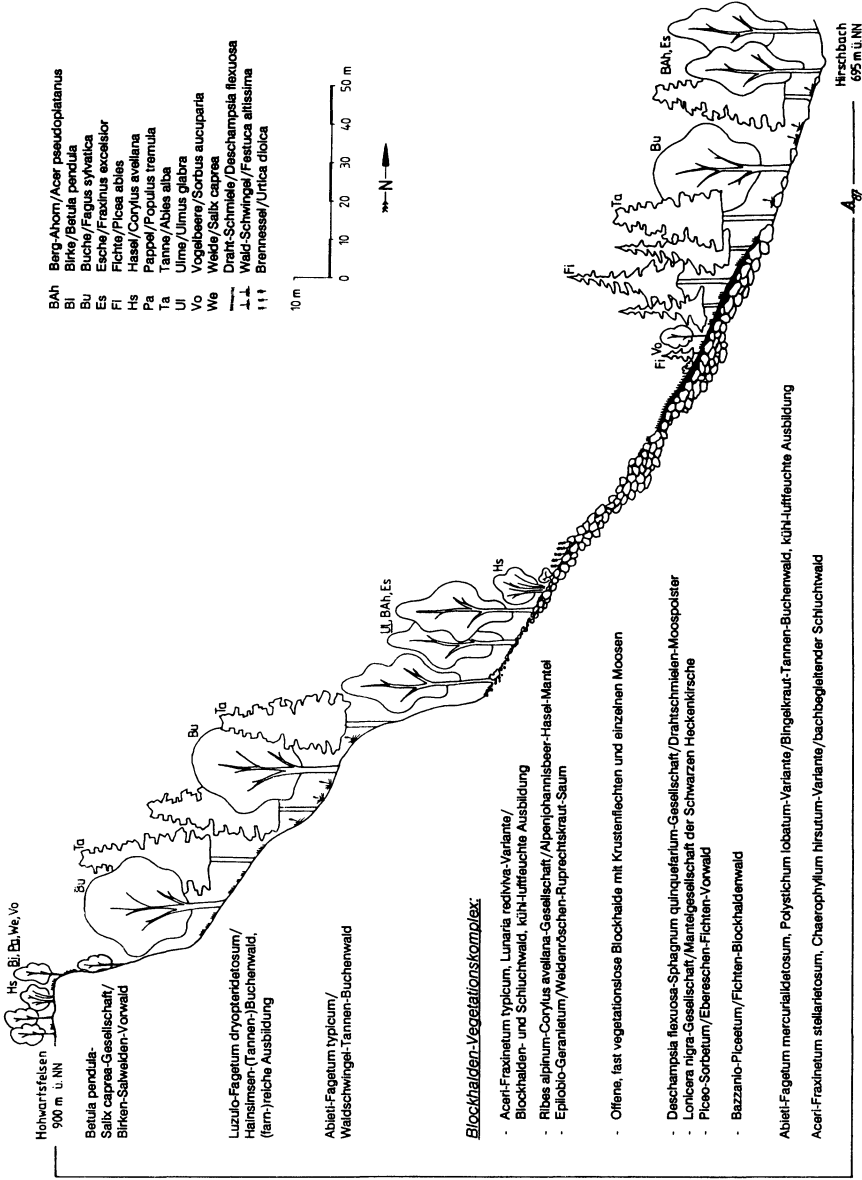 BAh Berg-Ahorn/Acer pseudoplatanus
Bi Birke/Betula pendula
Bu Buche/Fagus sylvatica
Es Esche/Fraxinus excelsior
Fi Fichte/Picea abies
Hs Hasel/Corylus avellana
Pa Pappel/Populus tremula
Ta Tanne/Abies alba
Ul Ulme/Ulmus glabra
Vo Vogelbeere/Sorbus aucuparia
We Weide/Salix caprea
Draht-Schmiele/Deschampsia flexuosa
Wald-Schwingel/Festuca altissima
Brennessel/Urtica dioica
10 m
0 10 20 30 40 50 m
N
Hohwartsfelsen
900 m ü. NN
Hs Bi, Pa, We, Vo
Bu
Ta
Bu
Ta
Ul, BAh, Es
Hs
Fi Vo
Fi
Ta
Bu
BAh, Es
Hirschbach
695 m ü. NN
Betula pendula-
Salix caprea-Gesellschaft/
Birken-Salweiden-Vorwald
Luzulo-Fagetum dryopteridetosum/
Hainsimsen-(Tannen-)Buchenwald,
(farn-)reiche Ausbildung
Abieti-Fagetum typicum/
Waldschwingel-Tannen-Buchenwald
Blockhalden-Vegetationskomplex:
- Aceri-Fraxinetum typicum, Lunaria rediviva-Variante/
Blockhalden- und Schluchtwald, kühl-luftfeuchte Ausbildung
- Ribes alpinum-Corylus avellana-Gesellschaft/Alpenjohannisbeer-Hasel-Mantel
- Epilobio-Geranietum/Weidenröschen-Ruprechtskraut-Saum
- Offene, fast vegetationslose Blockhalde mit Krustenflechten und einzelnen Moosen
- Deschampsia flexuosa-Sphagnum quinquefarium-Gesellschaft/Drahtschmielen-Moospolster
- Lonicera nigra-Gesellschaft/Mantelgesellschaft der Schwarzen Heckenkirsche
- Piceo-Sorbetum/Ebereschen-Fichten-Vorwald
- Bazzanio-Piceetum/Fichten-Blockhaldenwald
Abieti-Fagetum mercurialidetosum, Polystichum lobatum-Variante/Bingelkraut-Tannen-Buchenwald, kühl-luftfeuchte Ausbildung
Aceri-Fraxinetum stellarietosum, Chaerophyllum hirsutum-Variante/bachbegleitender Schluchtwald